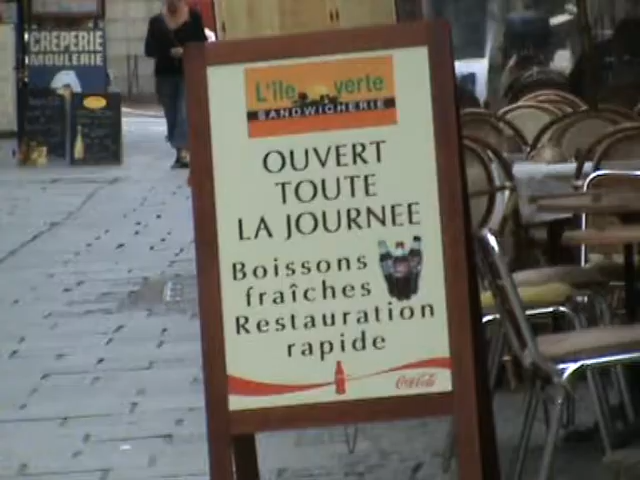 CREPERIE
MOULERIE
L'île verte
SANDWICHERIE
OUVERT
TOUTE
LA JOURNEE
Boissons
fraîches
Restauration
rapide
Coca-Cola